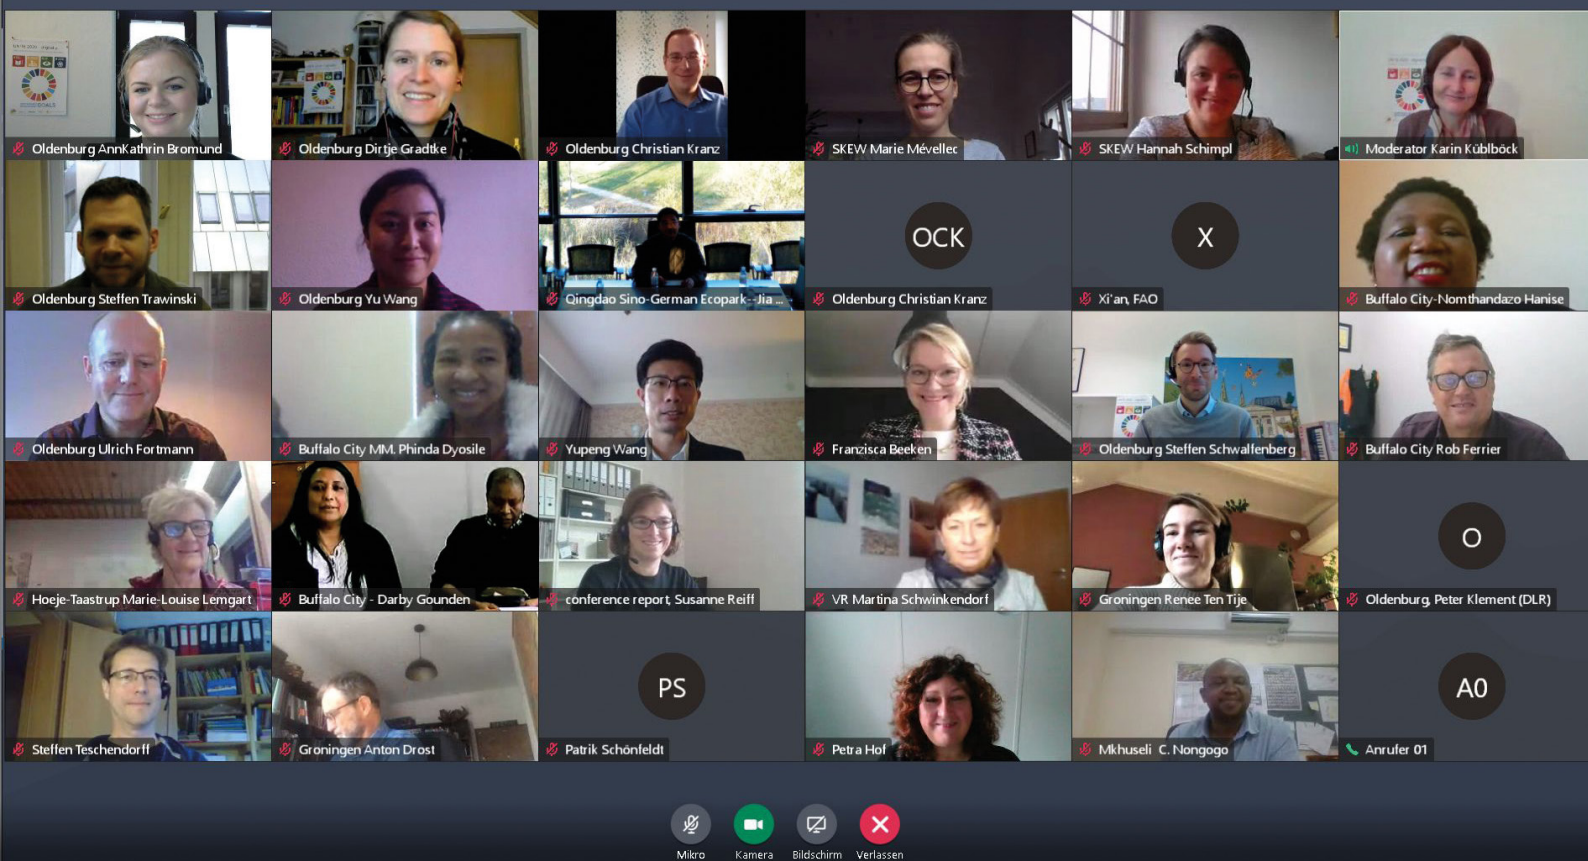 Oldenburg AnnKathrin Bromund
Oldenburg Dirtje Gradtke
Oldenburg Christian Kranz
SKEW Marie Mévellec
SKEW Hannah Schimpl
Moderator Karin Küblböck
Oldenburg Steffen Trawinski
Oldenburg Yu Wang
Qingdao Sino-German Ecopark--Jia ...
OCK
Oldenburg Christian Kranz
X
Xi'an, FAO
Buffalo City-Nomthandazo Hanise
Oldenburg Ulrich Fortmann
Buffalo City MM. Phinda Dyosile
Yupeng Wang
Franzisca Beeken
Oldenburg Steffen Schwalfenberg
Buffalo City Rob Ferrier
Hoeje-Taastrup Marie-Louise Lemgart
Buffalo City - Darby Gounden
conference report, Susanne Reiff
VR Martina Schwinkendorf
Groningen Renee Ten Tije
O
Oldenburg, Peter Klement (DLR)
Steffen Teschendorff
Groningen Anton Drost
PS
Patrik Schönfeldt
Petra Hof
Mkhuseli C. Nongogo
A0
Anrufer 01
Mikro
Kamera
Bildschirm
Verlassen